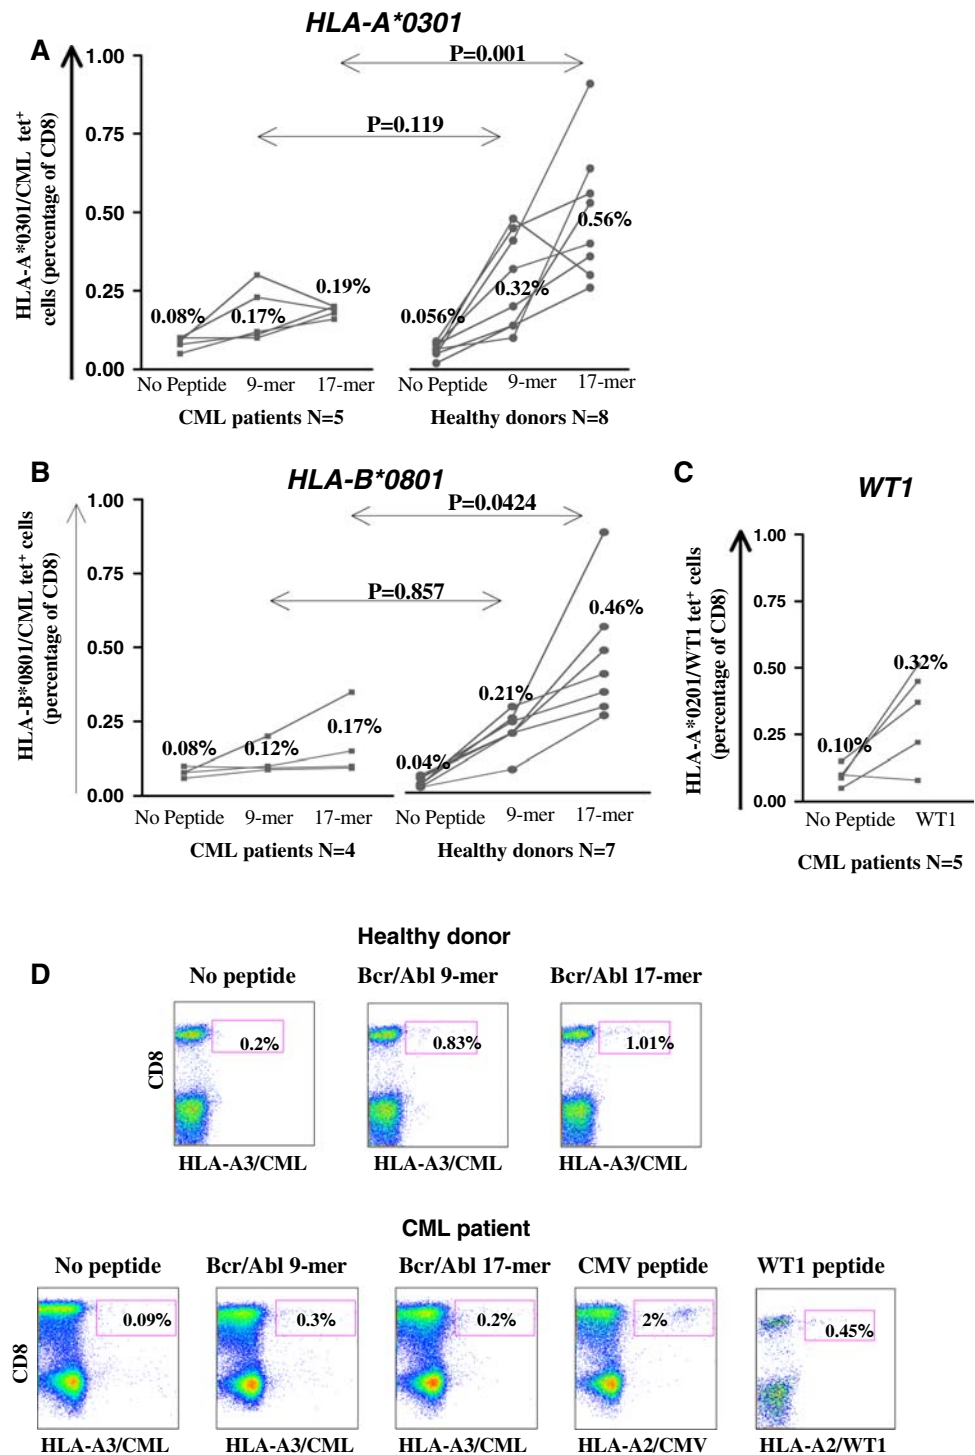 HLA-A*0301
A
HLA-A*0301/CML tet+
cells (percentage of CD8)
1.00
0.75
0.50
0.25
0.00
P=0.001
P=0.119
0.08%
0.17%
0.19%
0.056%
0.32%
0.56%
No Peptide 9-mer 17-mer
No Peptide 9-mer 17-mer
CML patients N=5
Healthy donors N=8
B
HLA-B*0801
HLA-B*0801/CML tet+ cells
(percentage of CD8)
1.00
0.75
0.50
0.25
0.00
P=0.0424
P=0.857
0.08%
0.12%
0.17%
0.04%
0.21%
0.46%
No Peptide 9-mer 17-mer
No Peptide 9-mer 17-mer
CML patients N=4
Healthy donors N=7
C
WT1
HLA-A*0201/WT1 tet+ cells
(percentage of CD8)
1.00
0.75
0.50
0.25
0.00
0.10%
0.32%
No Peptide WT1
CML patients N=5
D
Healthy donor
No peptide Bcr/Abl 9-mer Bcr/Abl 17-mer
CD8
0.2%
0.83%
1.01%
HLA-A3/CML HLA-A3/CML HLA-A3/CML
CML patient
No peptide Bcr/Abl 9-mer Bcr/Abl 17-mer CMV peptide WT1 peptide
CD8
0.09%
0.3%
0.2%
2%
0.45%
HLA-A3/CML HLA-A3/CML HLA-A3/CML HLA-A2/CMV HLA-A2/WT1